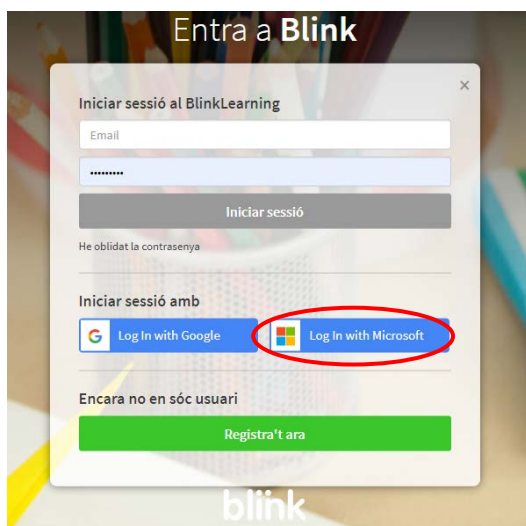 Entra a Blink
×
Iniciar sessió al BlinkLearning
Email
•••••••••
Iniciar sessió
He oblidat la contrasenya
Iniciar sessió amb
G Log In with Google
Log In with Microsoft
Encara no en sóc usuari
Registra't ara
blink